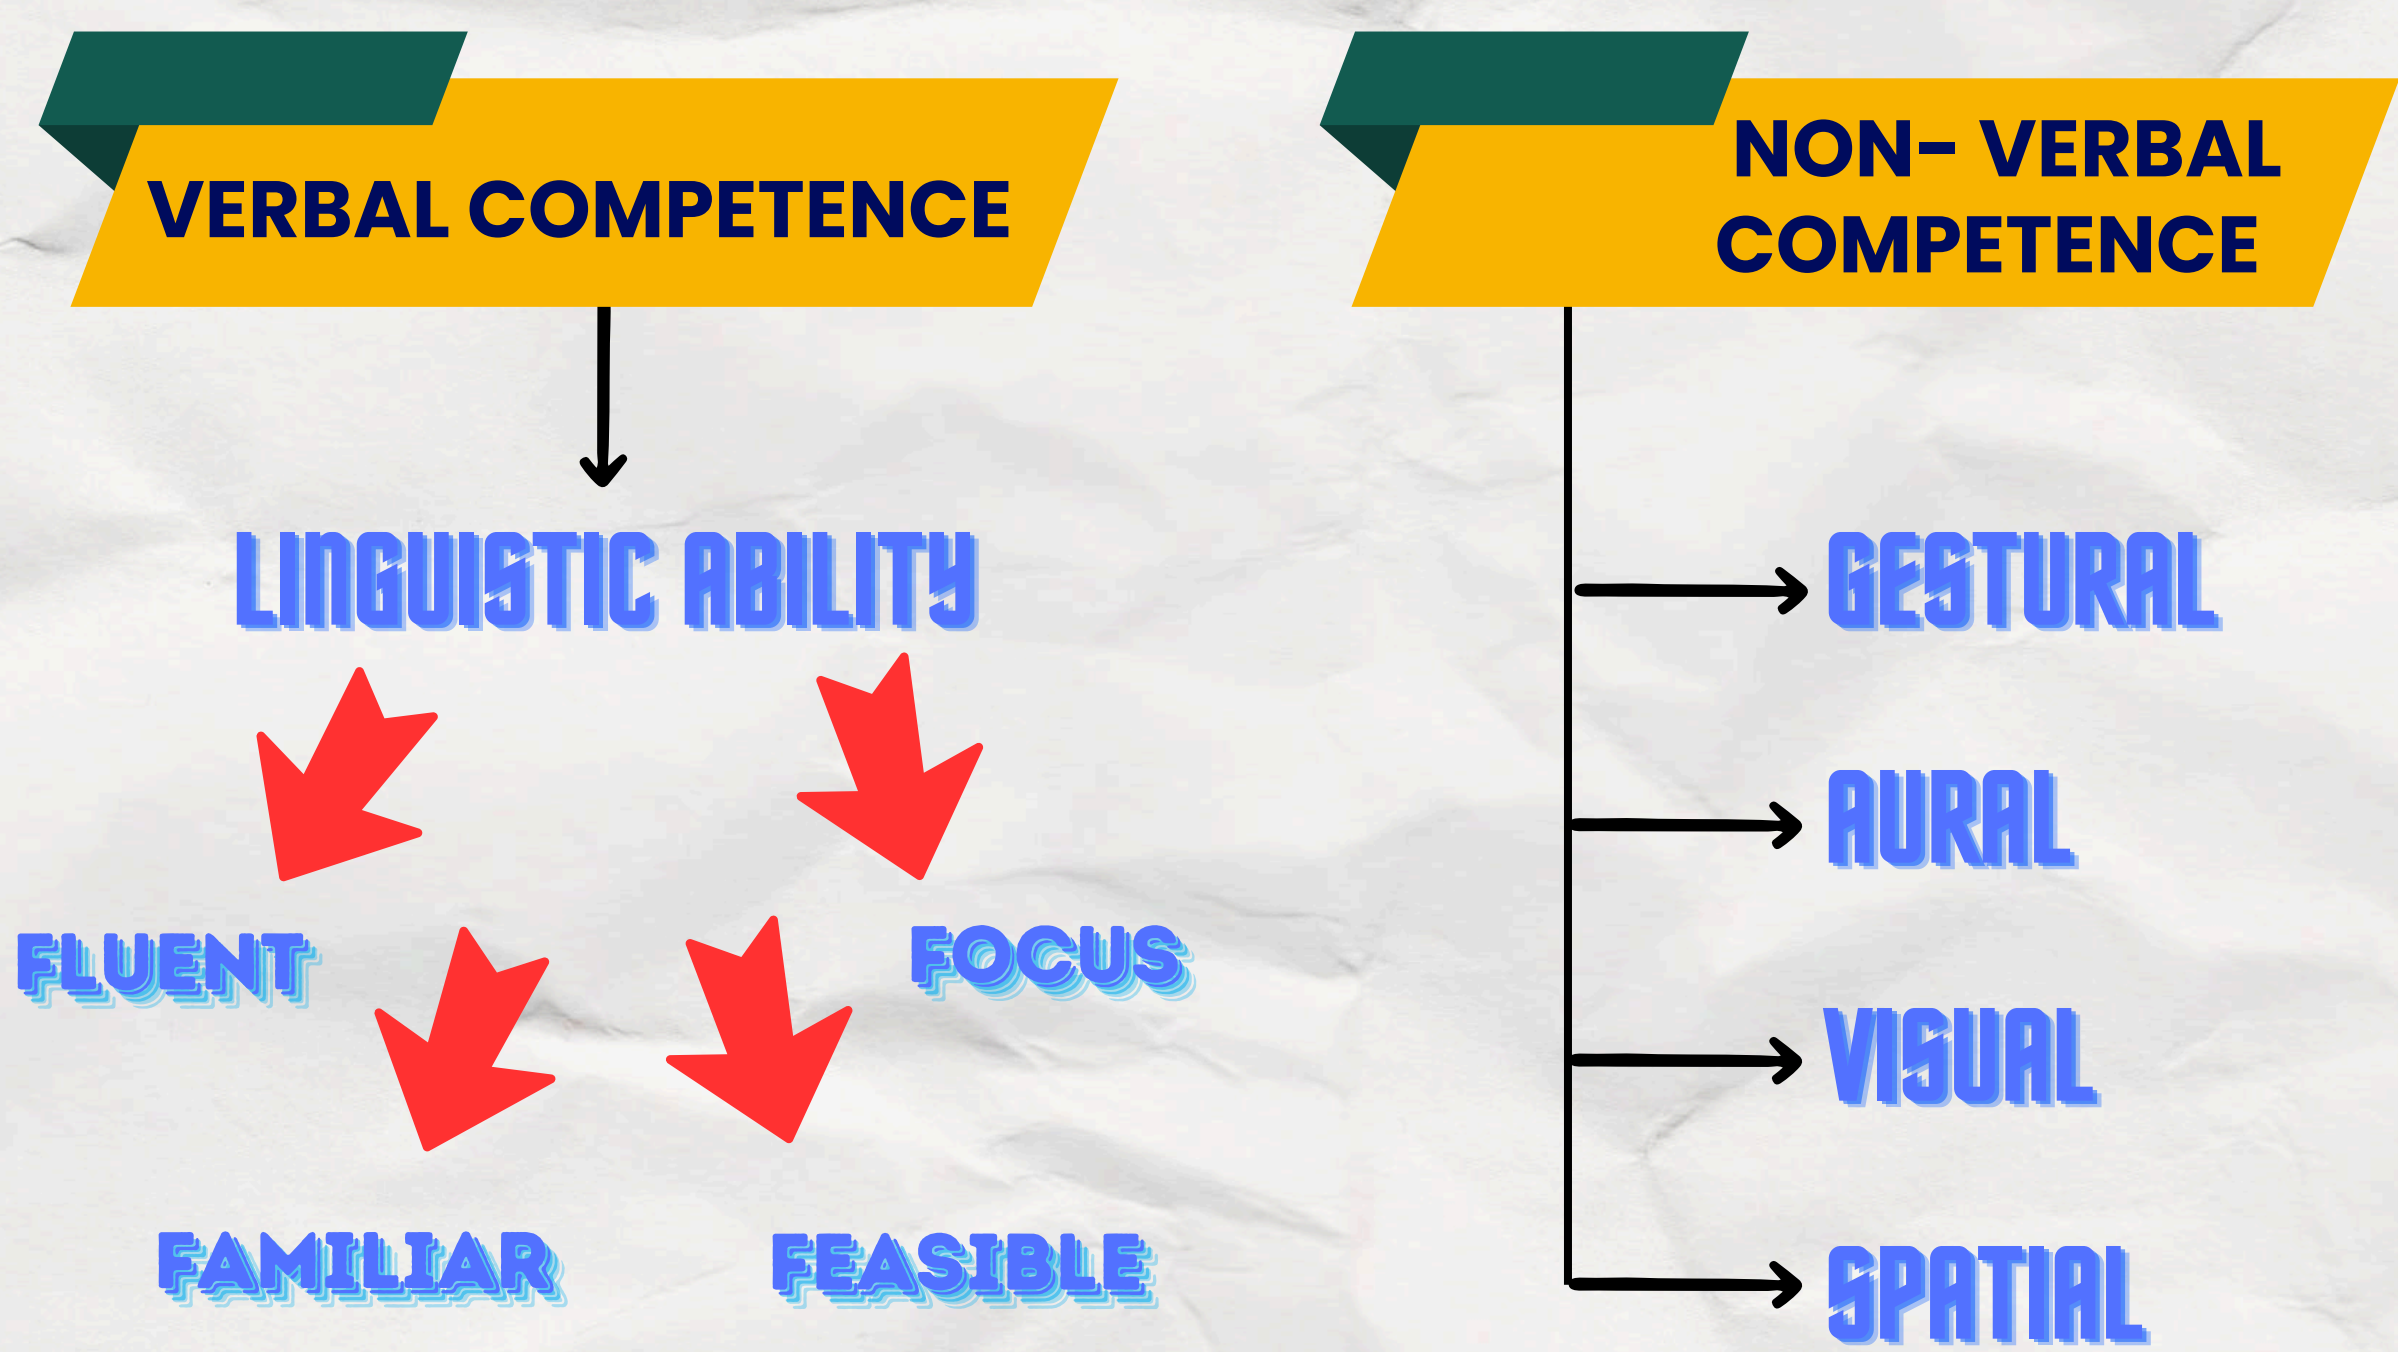 VERBAL COMPETENCE
LINGUISTIC ABILITY
FLUENT
FOCUS
FAMILIAR
FEASIBLE
NON- VERBAL
COMPETENCE
GESTURAL
AURAL
VISUAL
SPATIAL